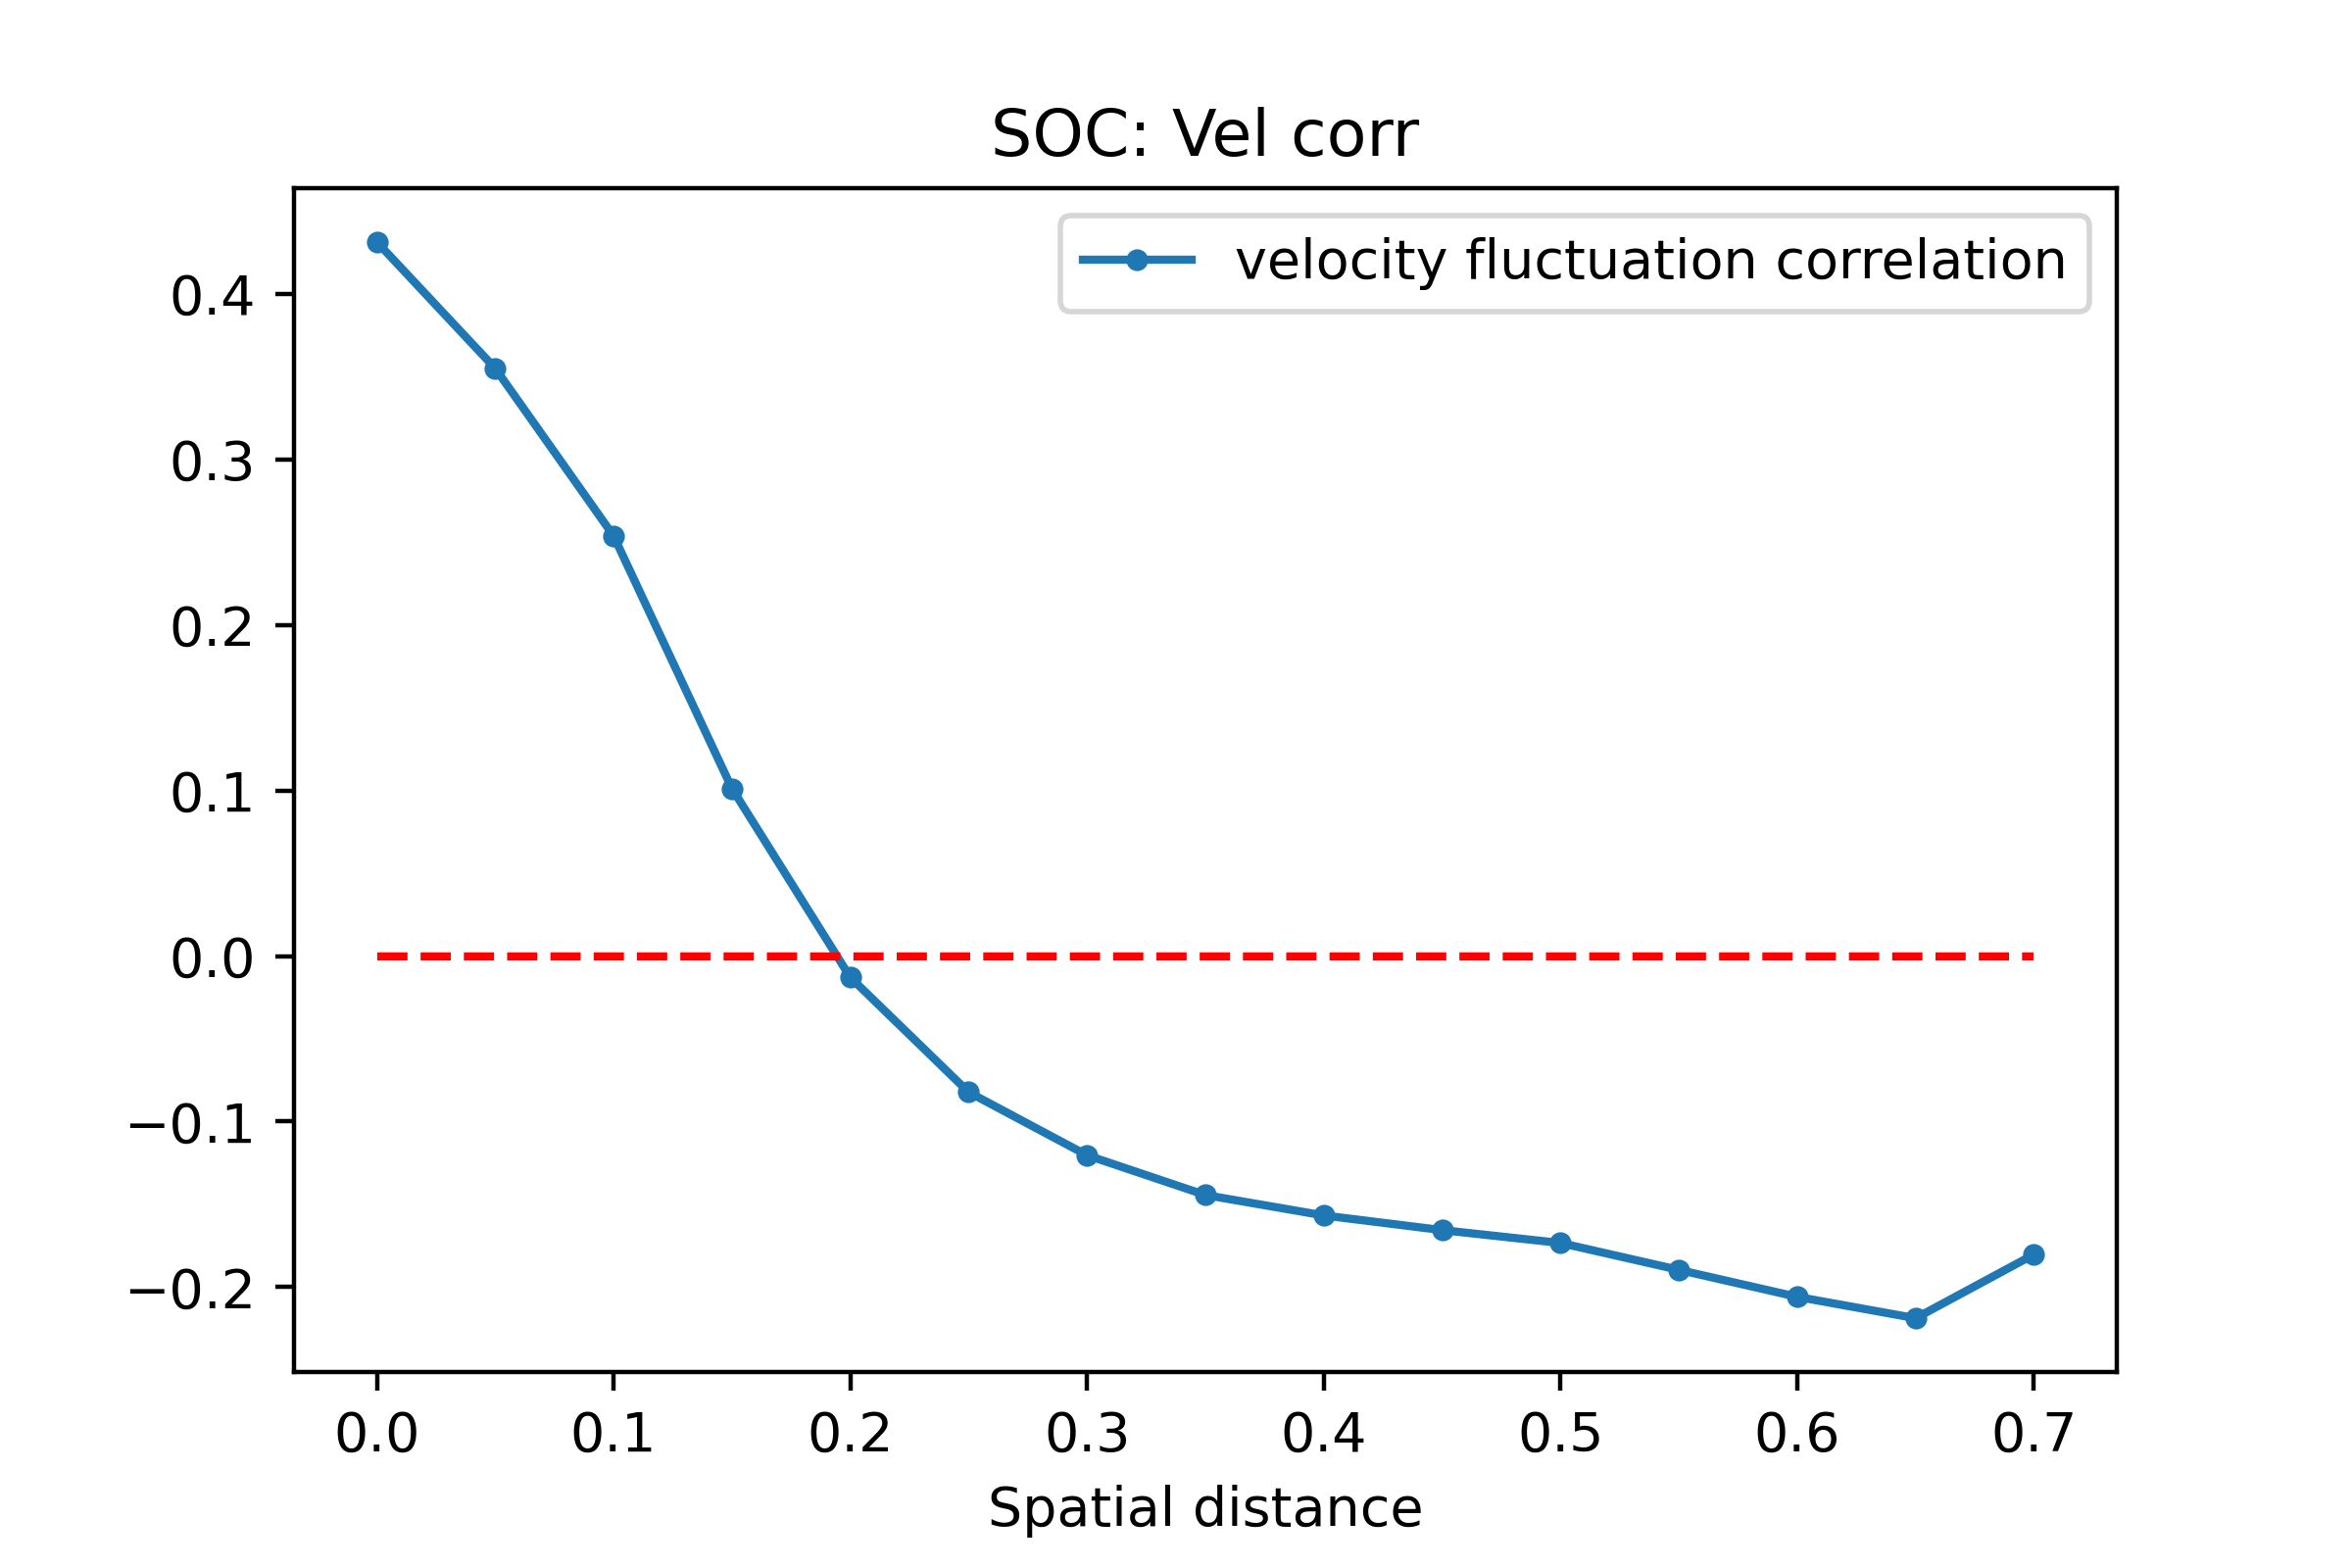 SOC: Vel corr
velocity fluctuation correlation
0.4
0.3
0.2
0.1
0.0
−0.1
−0.2
0.0 0.1 0.2 0.3 0.4 0.5 0.6 0.7
Spatial distance